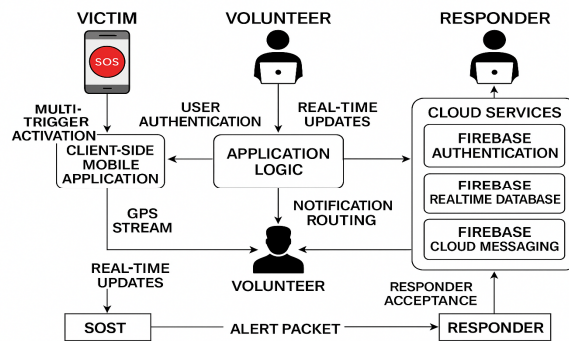 VICTIM
VOLUNTEER
RESPONDER
SOS
MULTI-
TRIGGER
ACTIVATION
USER
AUTHENTICATION
REAL-TIME
UPDATES
CLOUD SERVICES
FIREBASE
AUTHENTICATION
FIREBASE
REALTIME DATABASE
FIREBASE
CLOUD MESSAGING
CLIENT-SIDE
MOBILE
APPLICATION
APPLICATION
LOGIC
GPS
STREAM
NOTIFICATION
ROUTING
VOLUNTEER
REAL-TIME
UPDATES
RESPONDER
ACCEPTANCE
SOST
ALERT PACKET
RESPONDER